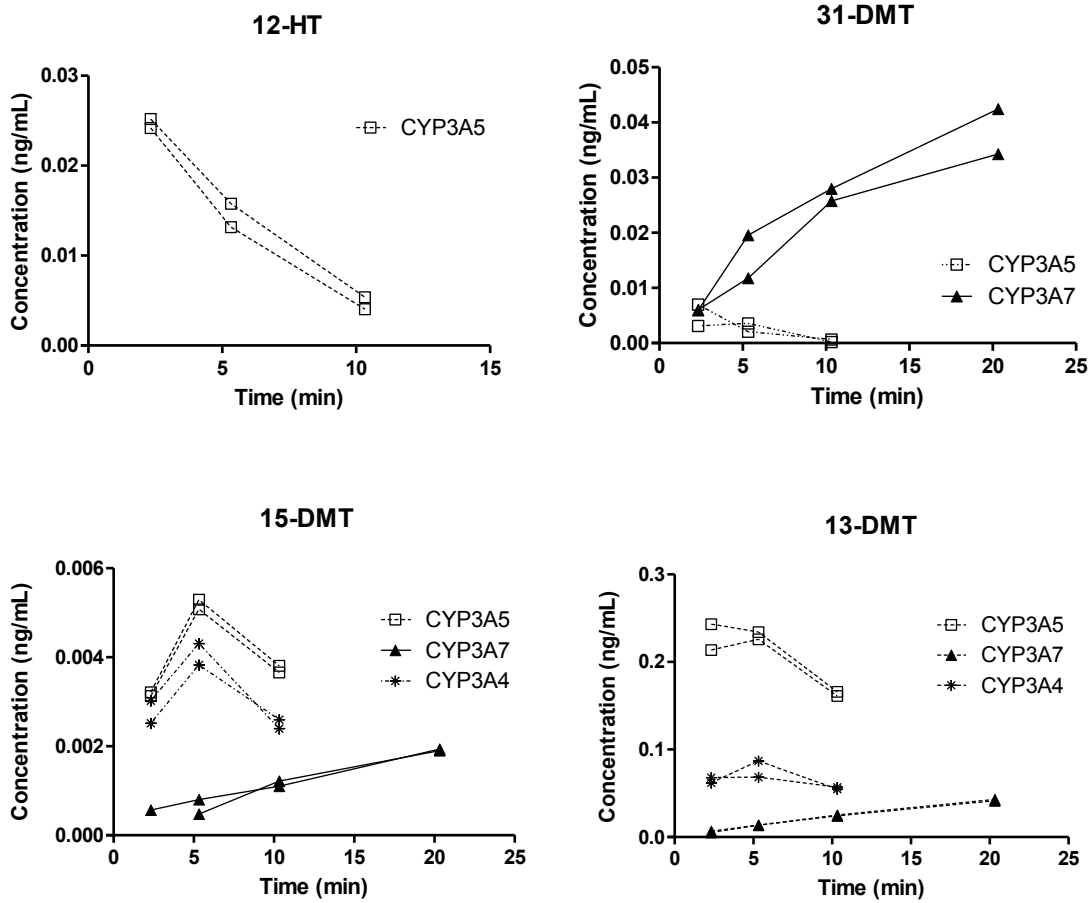 12-HT
Concentration (ng/mL)
0.03
0.02
0.01
0.00
0 5 10 15
Time (min)
CYP3A5
31-DMT
Concentration (ng/mL)
0.05
0.04
0.03
0.02
0.01
0.00
0 5 10 15 20 25
Time (min)
CYP3A5
CYP3A7
15-DMT
Concentration (ng/mL)
0.006
0.004
0.002
0.000
0 5 10 15 20 25
Time (min)
CYP3A5
CYP3A7
CYP3A4
13-DMT
Concentration (ng/mL)
0.3
0.2
0.1
0.0
0 5 10 15 20 25
Time (min)
CYP3A5
CYP3A7
CYP3A4